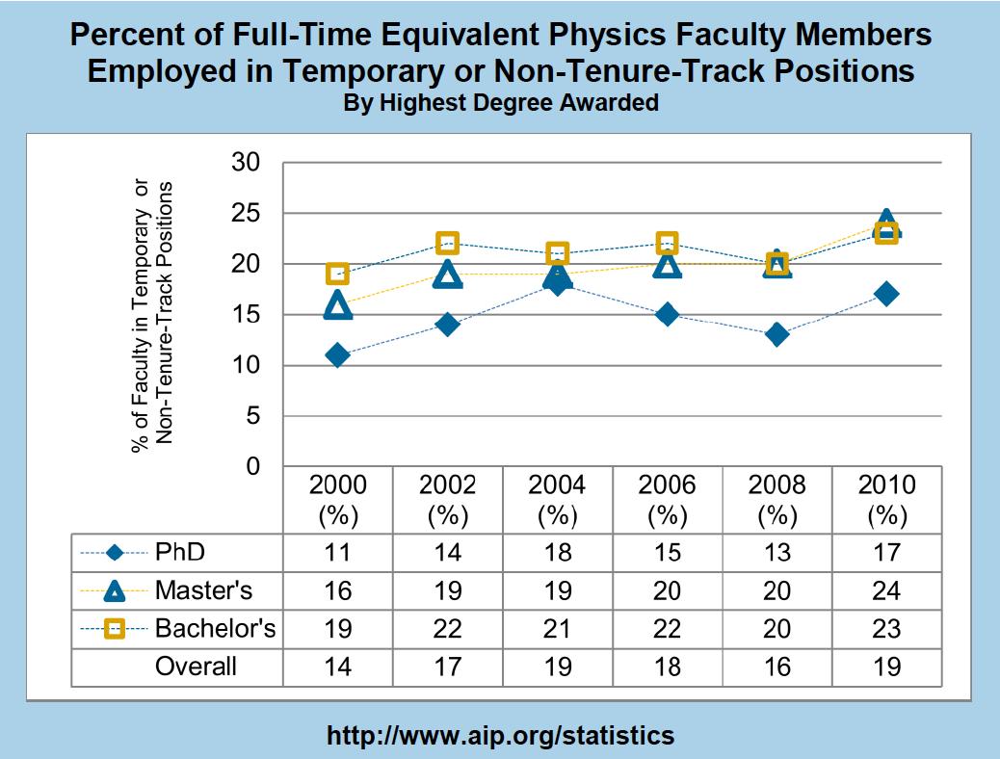 Percent of Full-Time Equivalent Physics Faculty Members
Employed in Temporary or Non-Tenure-Track Positions
By Highest Degree Awarded
% of Faculty in Temporary or
Non-Tenure-Track Positions
30
25
20
15
10
5
0
2000 2002 2004 2006 2008 2010
(%) (%) (%) (%) (%) (%)
PhD 11 14 18 15 13 17
Master's 16 19 19 20 20 24
Bachelor's 19 22 21 22 20 23
Overall 14 17 19 18 16 19
http://www.aip.org/statistics